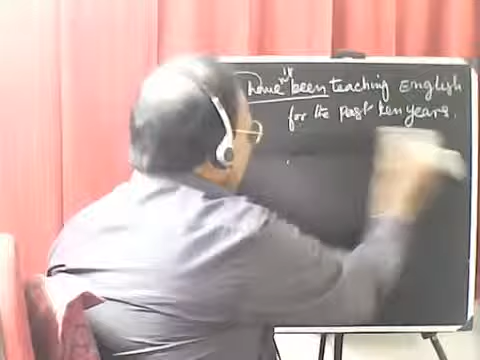 have been teaching English
for the past ten years.